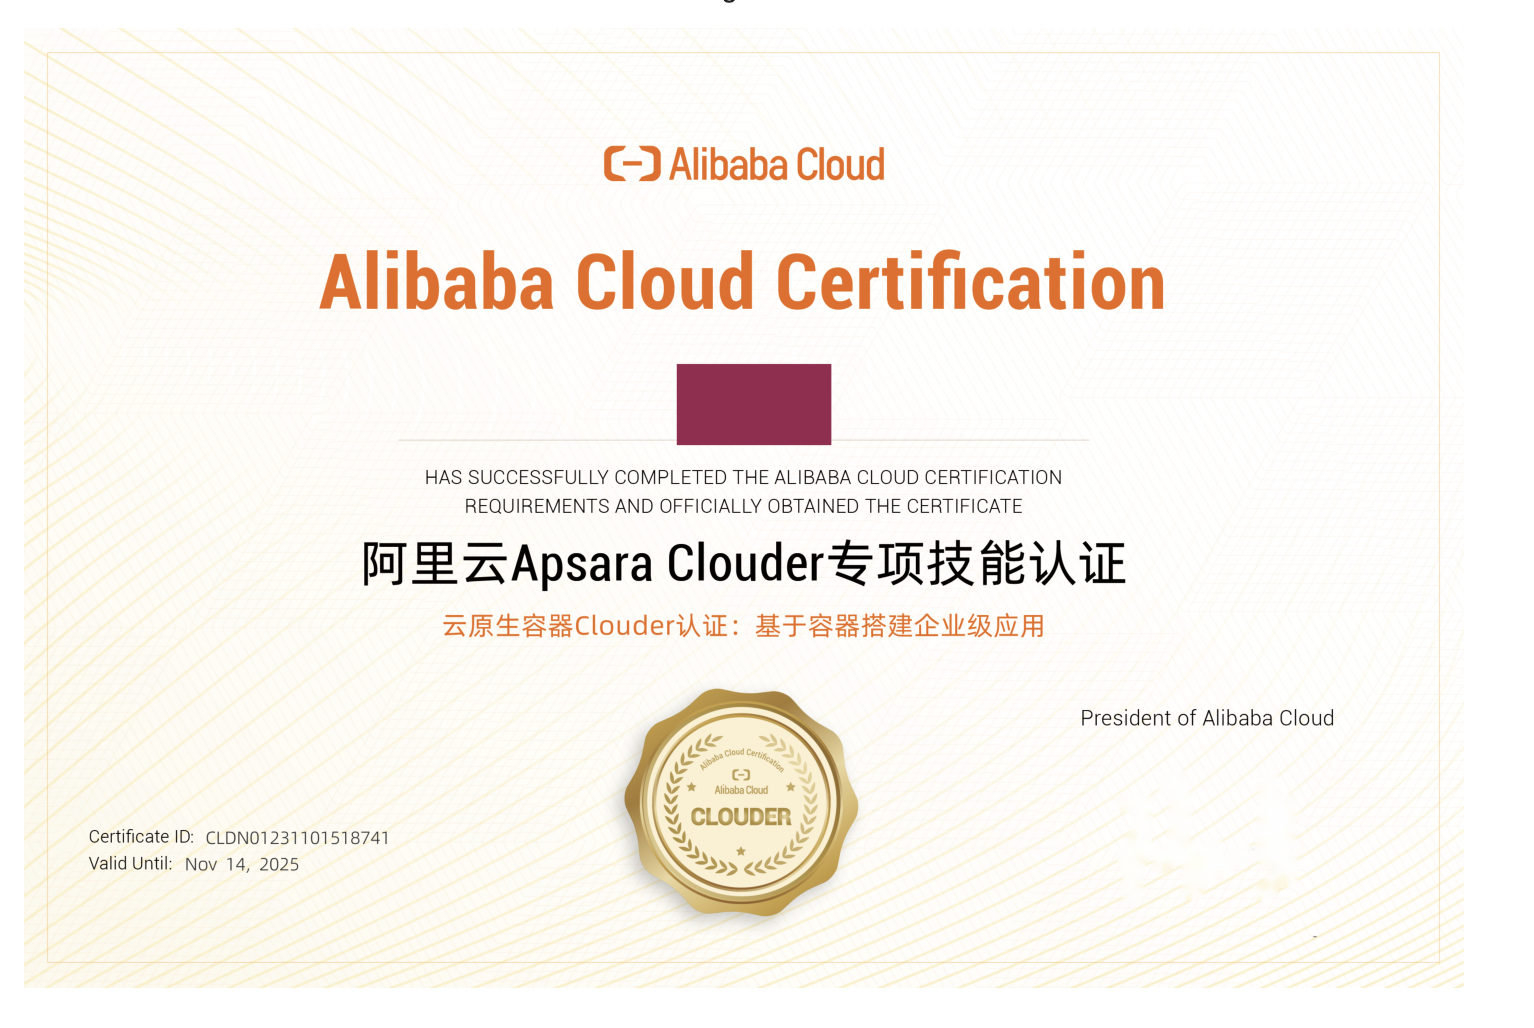 Alibaba Cloud
Alibaba Cloud Certification
HAS SUCCESSFULLY COMPLETED THE ALIBABA CLOUD CERTIFICATION
REQUIREMENTS AND OFFICIALLY OBTAINED THE CERTIFICATE
阿里云Apsara Clouder专项技能认证
云原生容器Clouder认证：基于容器搭建企业级应用
President of Alibaba Cloud
Alibaba Cloud Certification
Alibaba Cloud
CLOUDER
Certificate ID: CLDN01231101518741
Valid Until: Nov 14, 2025